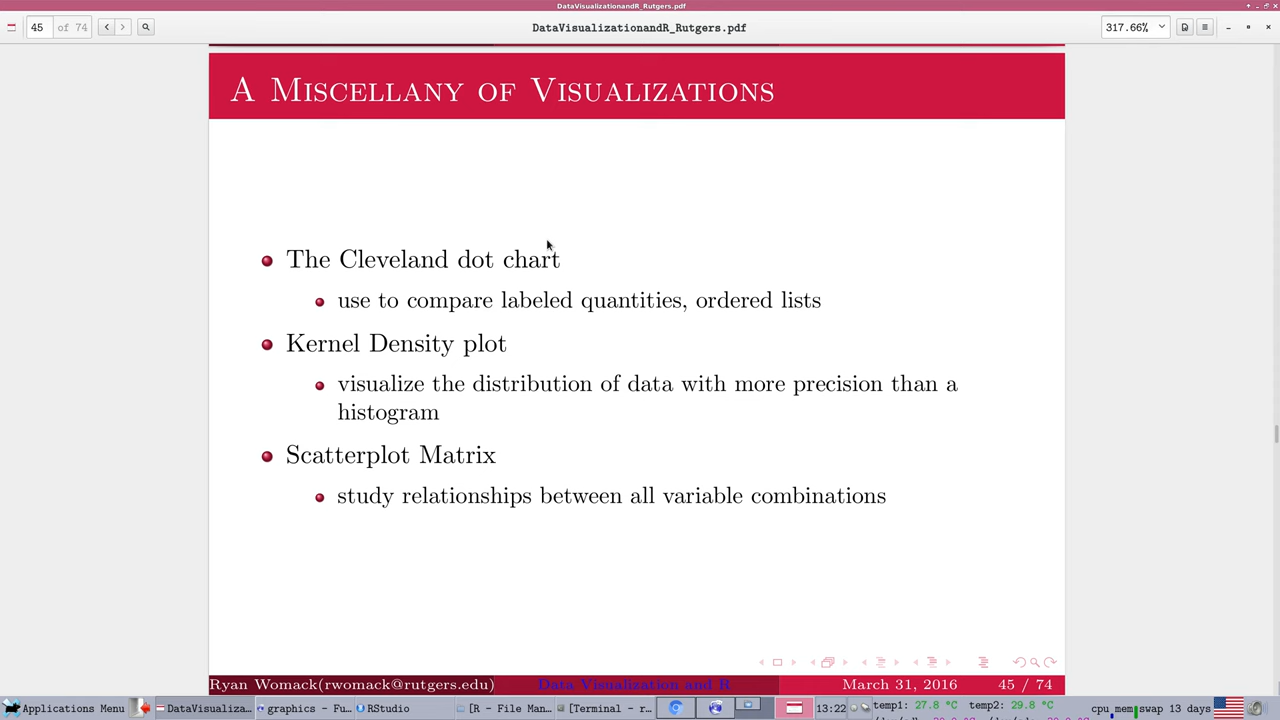 DataVisualizationandR_Rutgers.pdf
45 of 74
DataVisualizationandR_Rutgers.pdf
317.66%
A Miscellany of Visualizations
The Cleveland dot chart
use to compare labeled quantities, ordered lists
Kernel Density plot
visualize the distribution of data with more precision than a
histogram
Scatterplot Matrix
study relationships between all variable combinations
Ryan Womack(rwomack@rutgers.edu) Data Visualization and R March 31, 2016 45 / 74
Applications Menu DataVisualiza... graphics - Fu... RStudio [R - File Man... [Terminal - r... 13:22 temp1: 27.8 °C temp2: 29.8 °C cpu mem swap 13 days